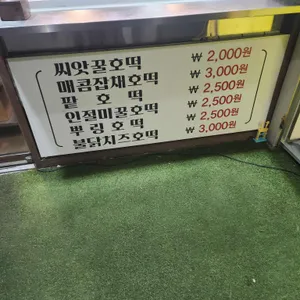 씨앗꿀호떡 ₩ 2,000원
매콤잡채호떡 ₩ 3,000원
팥 호 떡 ₩ 2,500원
인절미꿀호떡 ₩ 2,500원
뿌링호떡 ₩ 2,500원
불닭치즈호떡 ₩ 3,000원